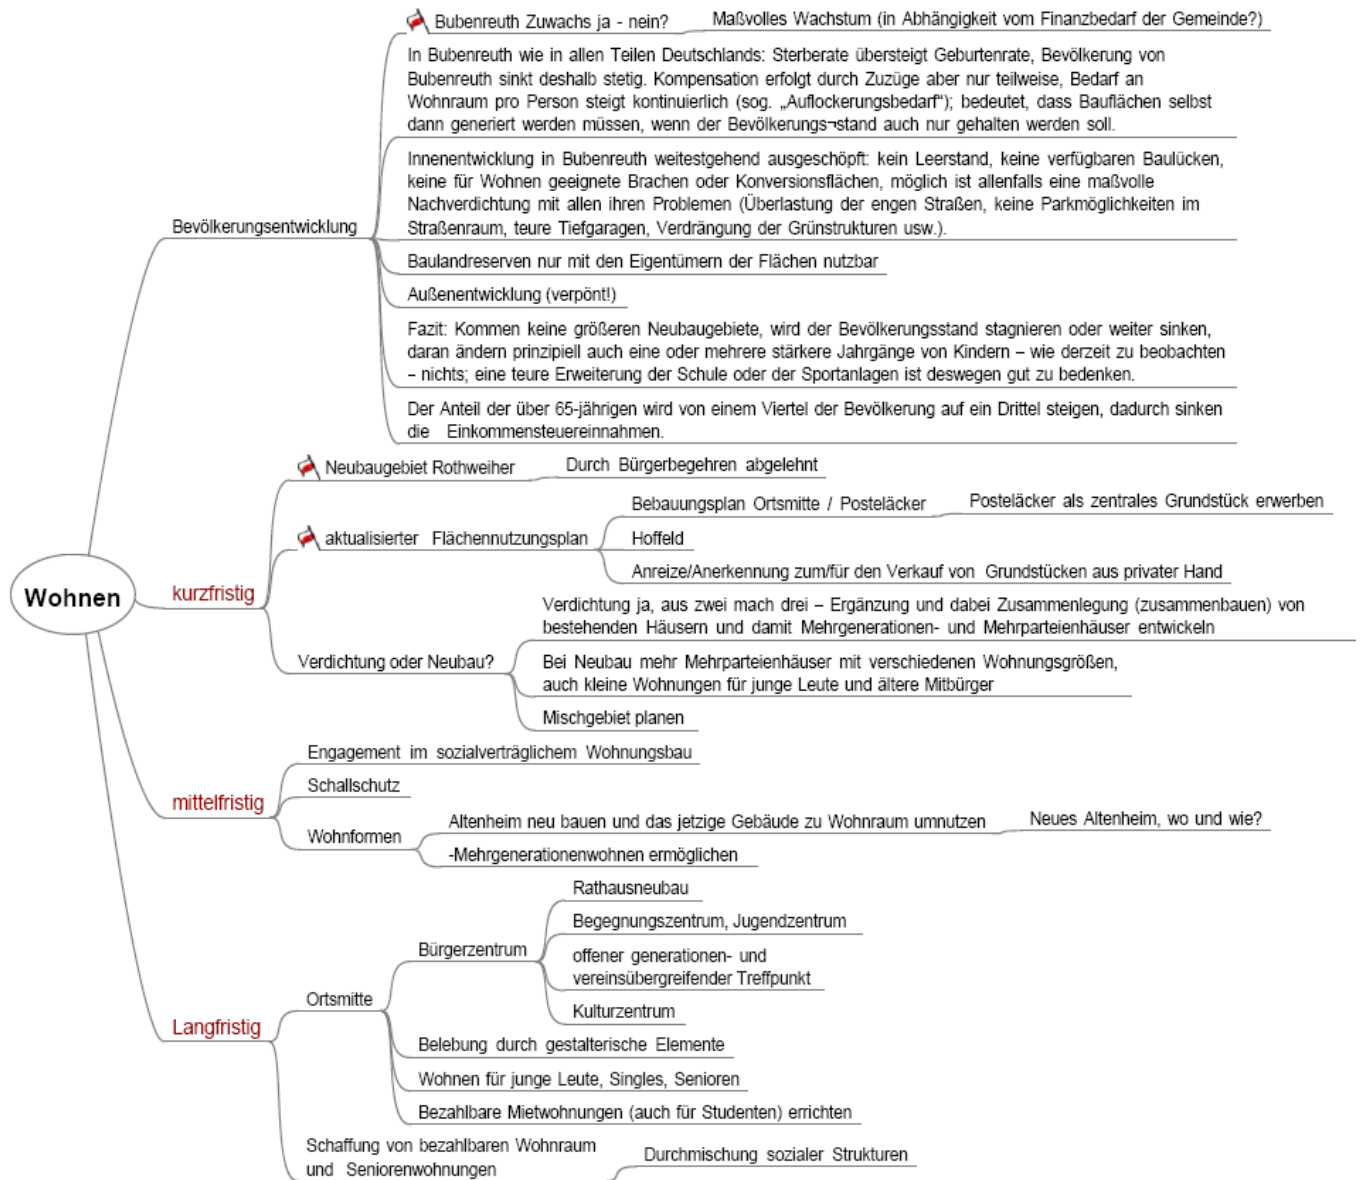 Bubenreuth Zuwachs ja - nein?
Maßvolles Wachstum (in Abhängigkeit vom Finanzbedarf der Gemeinde?)
In Bubenreuth wie in allen Teilen Deutschlands: Sterberate übersteigt Geburtenrate, Bevölkerung von
Bubenreuth sinkt deshalb stetig. Kompensation erfolgt durch Zuzüge aber nur teilweise, Bedarf an
Wohnraum pro Person steigt kontinuierlich (sog. „Auflockerungsbedarf“); bedeutet, dass Bauflächen selbst
dann generiert werden müssen, wenn der Bevölkerungs¬stand auch nur gehalten werden soll.
Innenentwicklung in Bubenreuth weitestgehend ausgeschöpft: kein Leerstand, keine verfügbaren Baulücken,
keine für Wohnen geeignete Brachen oder Konversionsflächen, möglich ist allenfalls eine maßvolle
Nachverdichtung mit allen ihren Problemen (Überlastung der engen Straßen, keine Parkmöglichkeiten im
Straßenraum, teure Tiefgaragen, Verdrängung der Grünstrukturen usw.).
Bevölkerungsentwicklung
Baulandreserven nur mit den Eigentümern der Flächen nutzbar
Außenentwicklung (verpönt!)
Fazit: Kommen keine größeren Neubaugebiete, wird der Bevölkerungsstand stagnieren oder weiter sinken,
daran ändern prinzipiell auch eine oder mehrere stärkere Jahrgänge von Kindern – wie derzeit zu beobachten
– nichts; eine teure Erweiterung der Schule oder der Sportanlagen ist deswegen gut zu bedenken.
Der Anteil der über 65-jährigen wird von einem Viertel der Bevölkerung auf ein Drittel steigen, dadurch sinken
die Einkommensteuereinnahmen.
Neubaugebiet Rothweiher
Durch Bürgerbegehren abgelehnt
aktualisierter Flächennutzungsplan
Bebauungsplan Ortsmitte / Posteläcker
Posteläcker als zentrales Grundstück erwerben
Hoffeld
Anreize/Anerkennung zum/für den Verkauf von Grundstücken aus privater Hand
Wohnen
kurzfristig
Verdichtung oder Neubau?
Verdichtung ja, aus zwei mach drei – Ergänzung und dabei Zusammenlegung (zusammenbauen) von
bestehenden Häusern und damit Mehrgenerationen- und Mehrparteienhäuser entwickeln
Bei Neubau mehr Mehrparteienhäuser mit verschiedenen Wohnungsgrößen,
auch kleine Wohnungen für junge Leute und ältere Mitbürger
Mischgebiet planen
mittelfristig
Engagement im sozialverträglichem Wohnungsbau
Schallschutz
Wohnformen
Altenheim neu bauen und das jetzige Gebäude zu Wohnraum umnutzen
Neues Altenheim, wo und wie?
-Mehrgenerationenwohnen ermöglichen
Langfristig
Ortsmitte
Bürgerzentrum
Rathausneubau
Begegnungszentrum, Jugendzentrum
offener generationen- und
vereinsübergreifender Treffpunkt
Kulturzentrum
Belebung durch gestalterische Elemente
Wohnen für junge Leute, Singles, Senioren
Bezahlbare Mietwohnungen (auch für Studenten) errichten
Schaffung von bezahlbaren Wohnraum
und Seniorenwohnungen
Durchmischung sozialer Strukturen